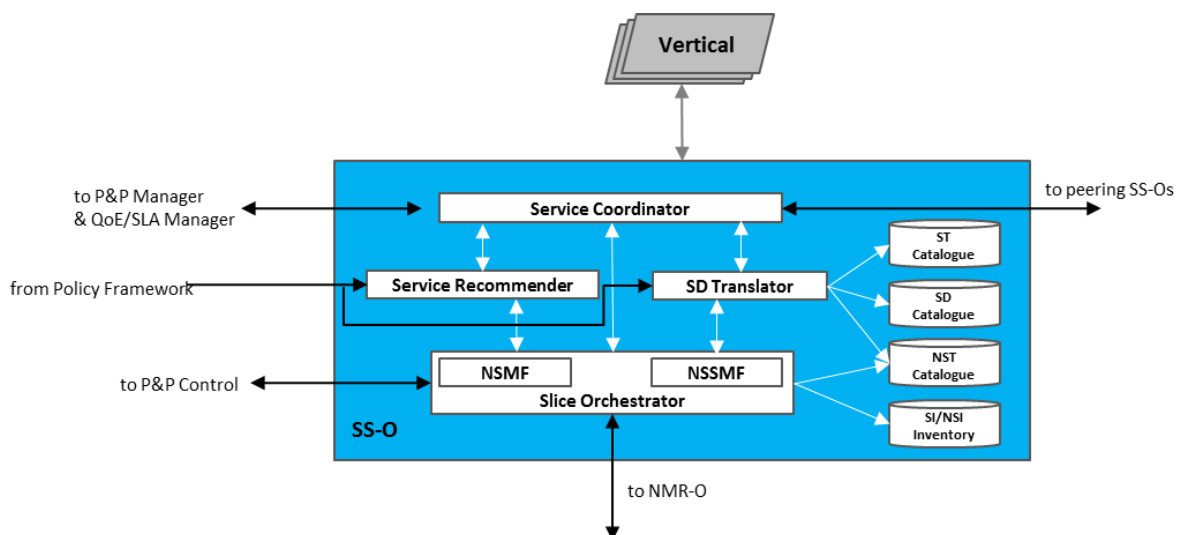 Vertical
to P&P Manager
& QoE/SLA Manager
Service Coordinator
to peering SS-Os
ST
Catalogue
from Policy Framework
Service Recommender
SD Translator
SD
Catalogue
NST
Catalogue
to P&P Control
NSMF
NSSMF
Slice Orchestrator
SI/NSI
Inventory
SS-O
to NMR-O